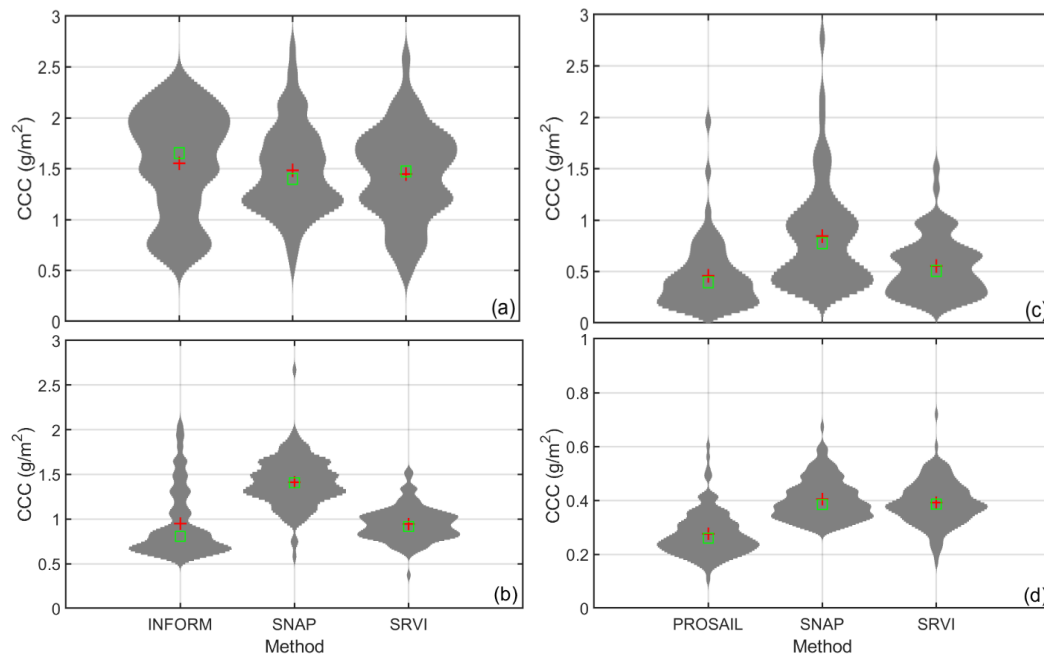 3
2.5
2
1.5
1
0.5
0
CCC (g/m²)
(a)
3
2.5
2
1.5
1
0.5
0
CCC (g/m²)
(b)
INFORM SNAP SRVI
Method
3
2.5
2
1.5
1
0.5
0
CCC (g/m²)
(c)
1
0.8
0.6
0.4
0.2
0
CCC (g/m²)
(d)
PROSAIL SNAP SRVI
Method